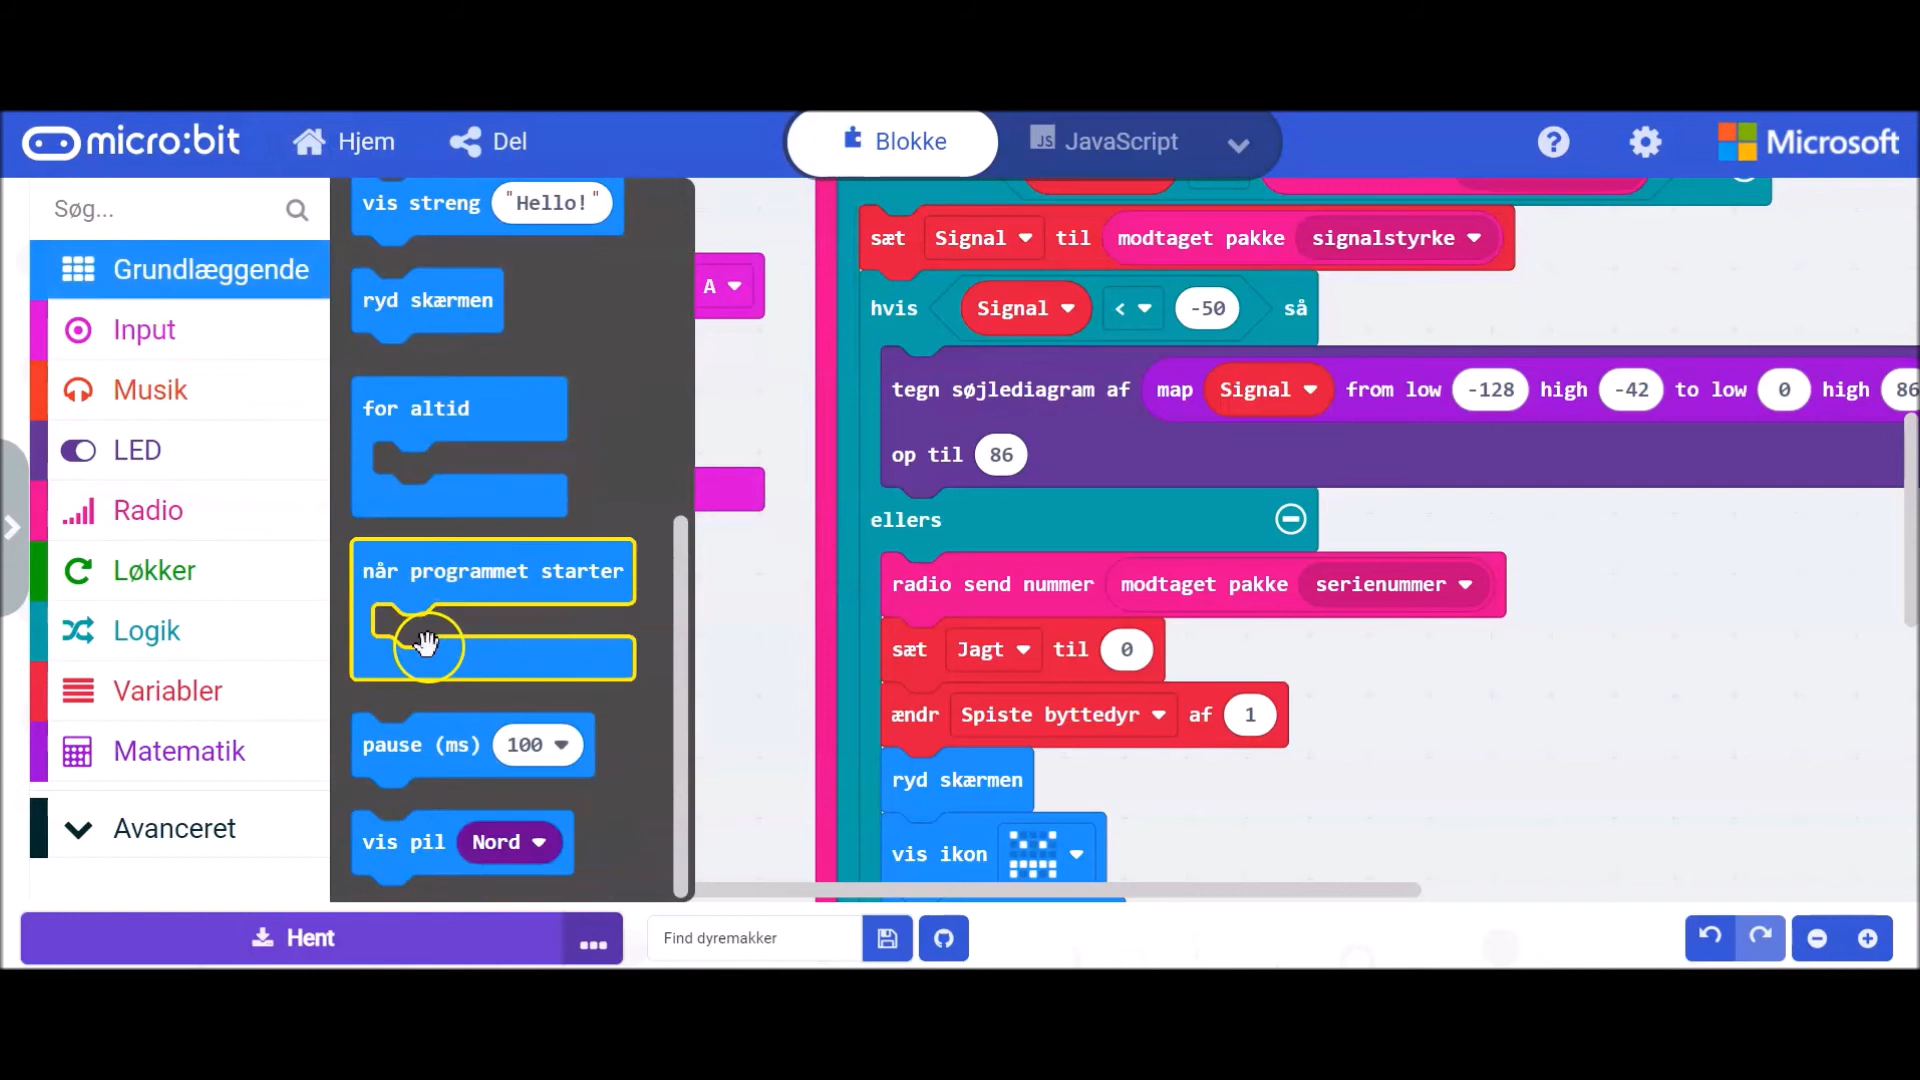 micro:bit Hjem Del Blokke JavaScript Microsoft
Søg...
Grundlæggende
Input
Musik
LED
Radio
Løkker
Logik
Variabler
Matematik
Avanceret
vis streng "Hello!"
ryd skærmen
for altid
når programmet starter
pause (ms) 100
vis pil Nord
A
sæt Signal til modtaget pakke signalstyrke
hvis Signal < -50 så
tegn søjlediagram af map Signal from low -128 high -42 to low 0 high 86
op til 86
ellers
radio send nummer modtaget pakke serienummer
sæt Jagt til 0
ændr Spiste byttedyr af 1
ryd skærmen
vis ikon
Hent ... Find dyremakker